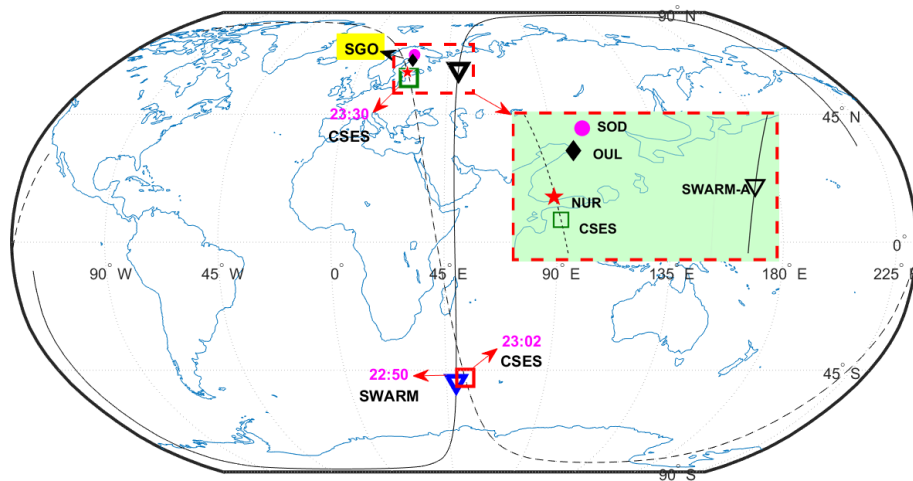 90° N
SGO
23:30
CSES
45° N
SOD
OUL
SWARM-A
NUR
CSES
0°
90° W
45° W
0
45° E
90° E
135° E
180° E
225° E
23:02
CSES
22:50
SWARM
45° S
90° S